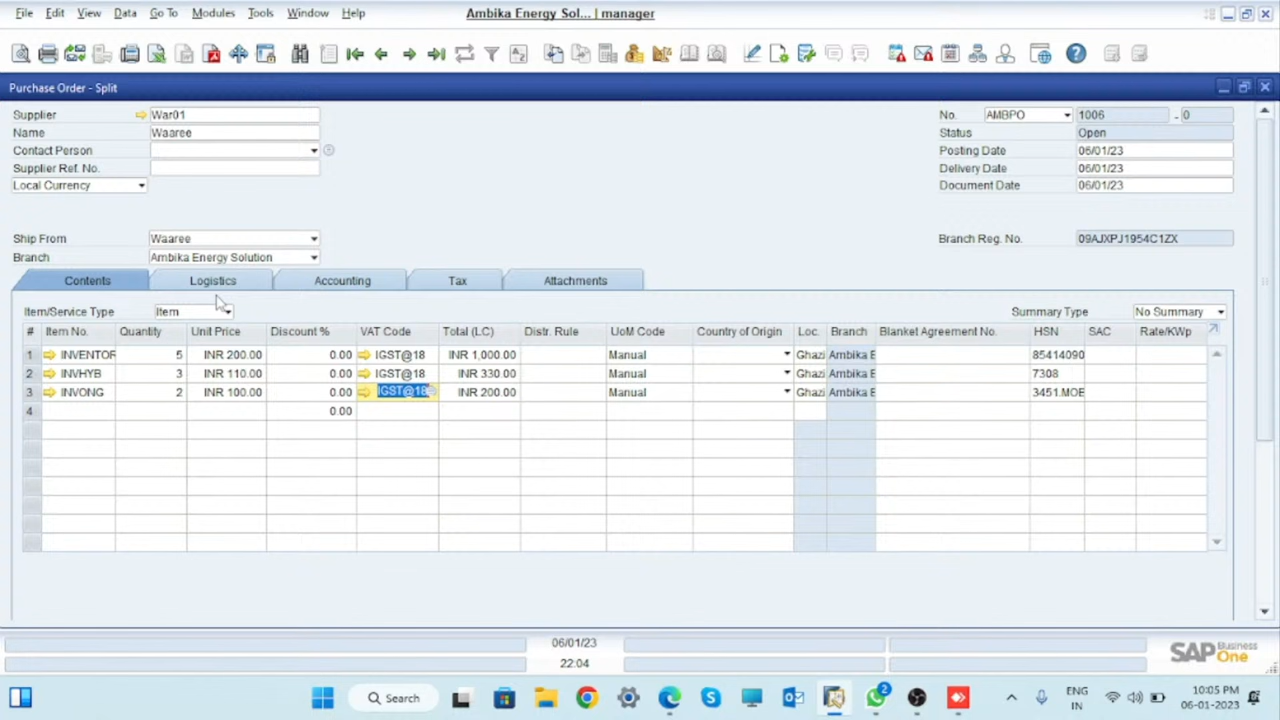 File Edit View Data Go To Modules Tools Window Help
Ambika Energy Sol... | manager
Purchase Order - Split
Supplier War01
No. AMBPO 1006 - 0
Name Waaree
Status Open
Contact Person
Posting Date 06/01/23
Supplier Ref. No.
Delivery Date 06/01/23
Local Currency
Document Date 06/01/23
Ship From Waaree
Branch Reg. No. 09AJXPJ1954C1ZX
Branch Ambika Energy Solution
Contents Logistics Accounting Tax Attachments
Item/Service Type Item
Summary Type No Summary
# Item No. Quantity Unit Price Discount % VAT Code Total (LC) Distr. Rule UoM Code Country of Origin Loc. Branch Blanket Agreement No. HSN SAC Rate/KWp
1 INVENTOR 5 INR 200.00 0.00 IGST@18 INR 1,000.00 Manual Ghazi Ambika E 85414090
2 INVHYB 3 INR 110.00 0.00 IGST@18 INR 330.00 Manual Ghazi Ambika E 7308
3 INVONG 2 INR 100.00 0.00 IGST@18 INR 200.00 Manual Ghazi Ambika E 3451.MOE
4 0.00
06/01/23
22:04
SAP Business One
Search
2
ENG
IN
10:05 PM
06-01-2023